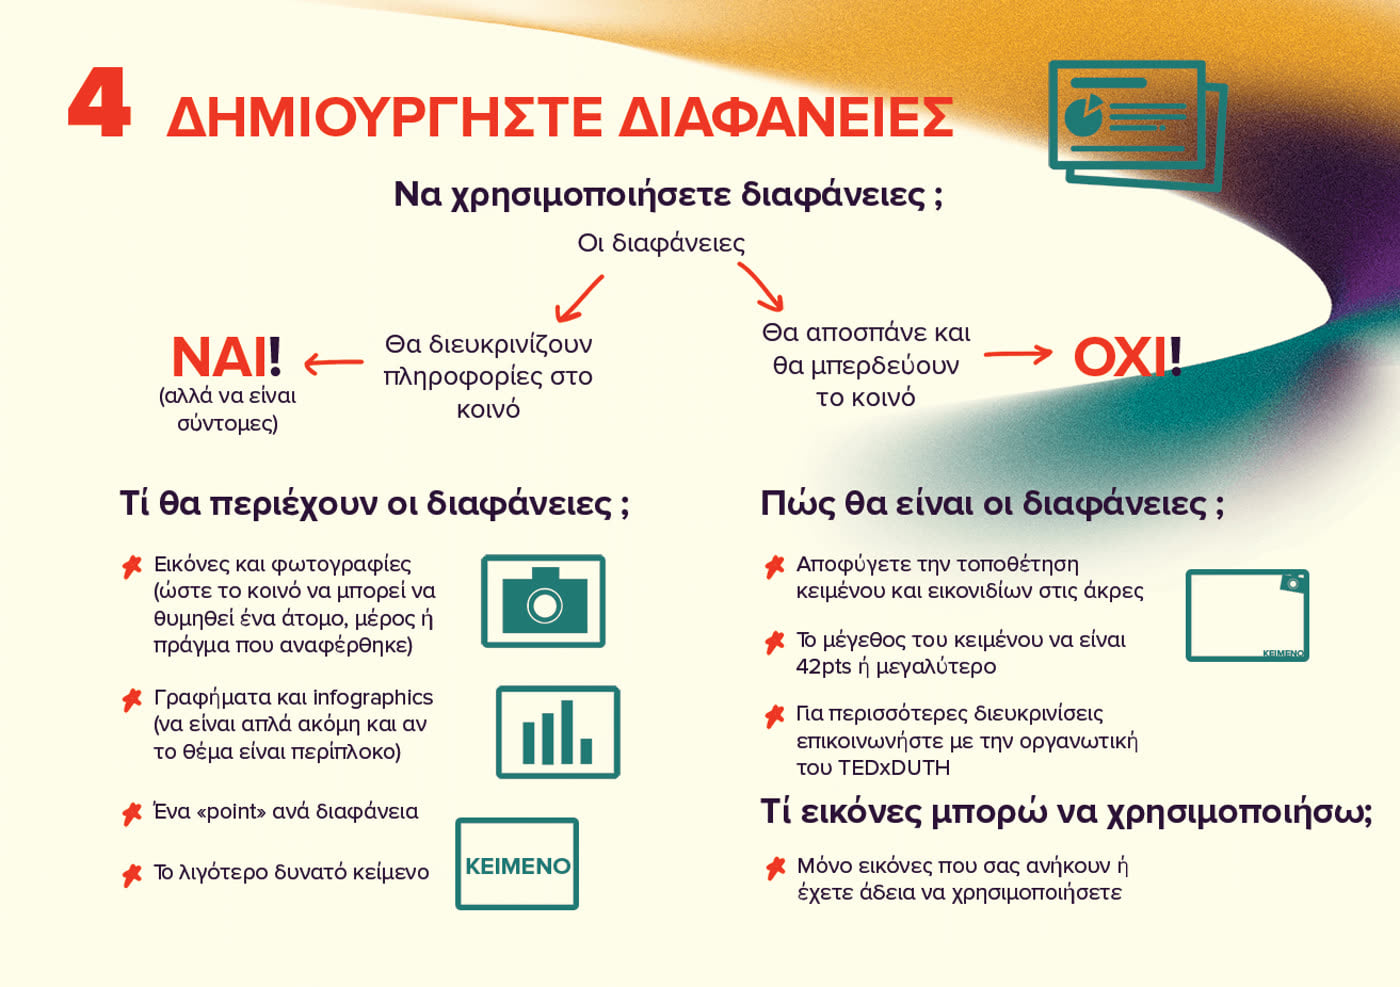 4 ΔΗΜΙΟΥΡΓΗΣΤΕ ΔΙΑΦΑΝΕΙΕΣ
Να χρησιμοποιήσετε διαφάνειες ;
Οι διαφάνειες
ΝΑΙ!
(αλλά να είναι
σύντομες)
Θα διευκρινίζουν
πληροφορίες στο
κοινό
Θα αποσπάνε και
θα μπερδεύουν
το κοινό
ΟΧΙ!
Τί θα περιέχουν οι διαφάνειες ;
Εικόνες και φωτογραφίες
(ώστε το κοινό να μπορεί να
θυμηθεί ένα άτομο, μέρος ή
πράγμα που αναφέρθηκε)
Γραφήματα και infographics
(να είναι απλά ακόμη και αν
το θέμα είναι περίπλοκο)
Ένα «point» ανά διαφάνεια
Το λιγότερο δυνατό κείμενο
ΚΕΙΜΕΝΟ
Πώς θα είναι οι διαφάνειες ;
Αποφύγετε την τοποθέτηση
κειμένου και εικονιδίων στις άκρες
ΚΕΙΜΕΝΟ
Το μέγεθος του κειμένου να είναι
42pts ή μεγαλύτερο
Για περισσότερες διευκρινίσεις
επικοινωνήστε με την οργανωτική
του TEDxDUTH
Τί εικόνες μπορώ να χρησιμοποιήσω;
Μόνο εικόνες που σας ανήκουν ή
έχετε άδεια να χρησιμοποιήσετε